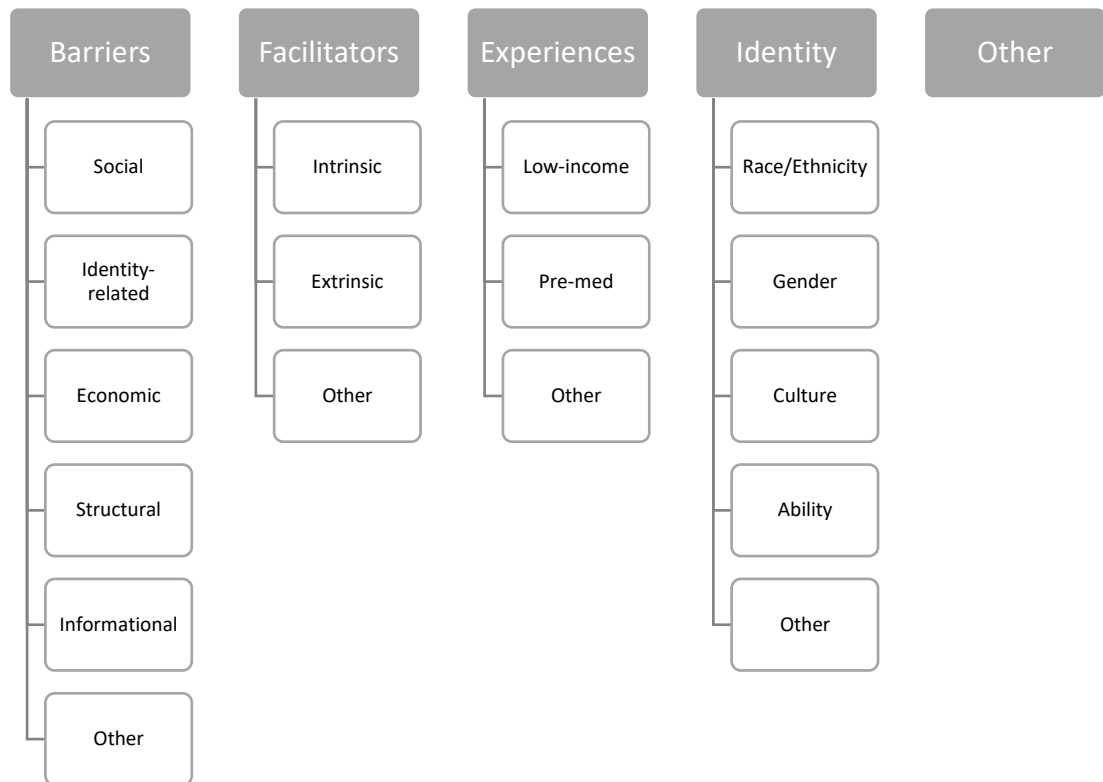 Barriers
Social
Identity-
related
Economic
Structural
Informational
Other
Facilitators
Intrinsic
Extrinsic
Other
Experiences
Low-income
Pre-med
Other
Identity
Race/Ethnicity
Gender
Culture
Ability
Other
Other